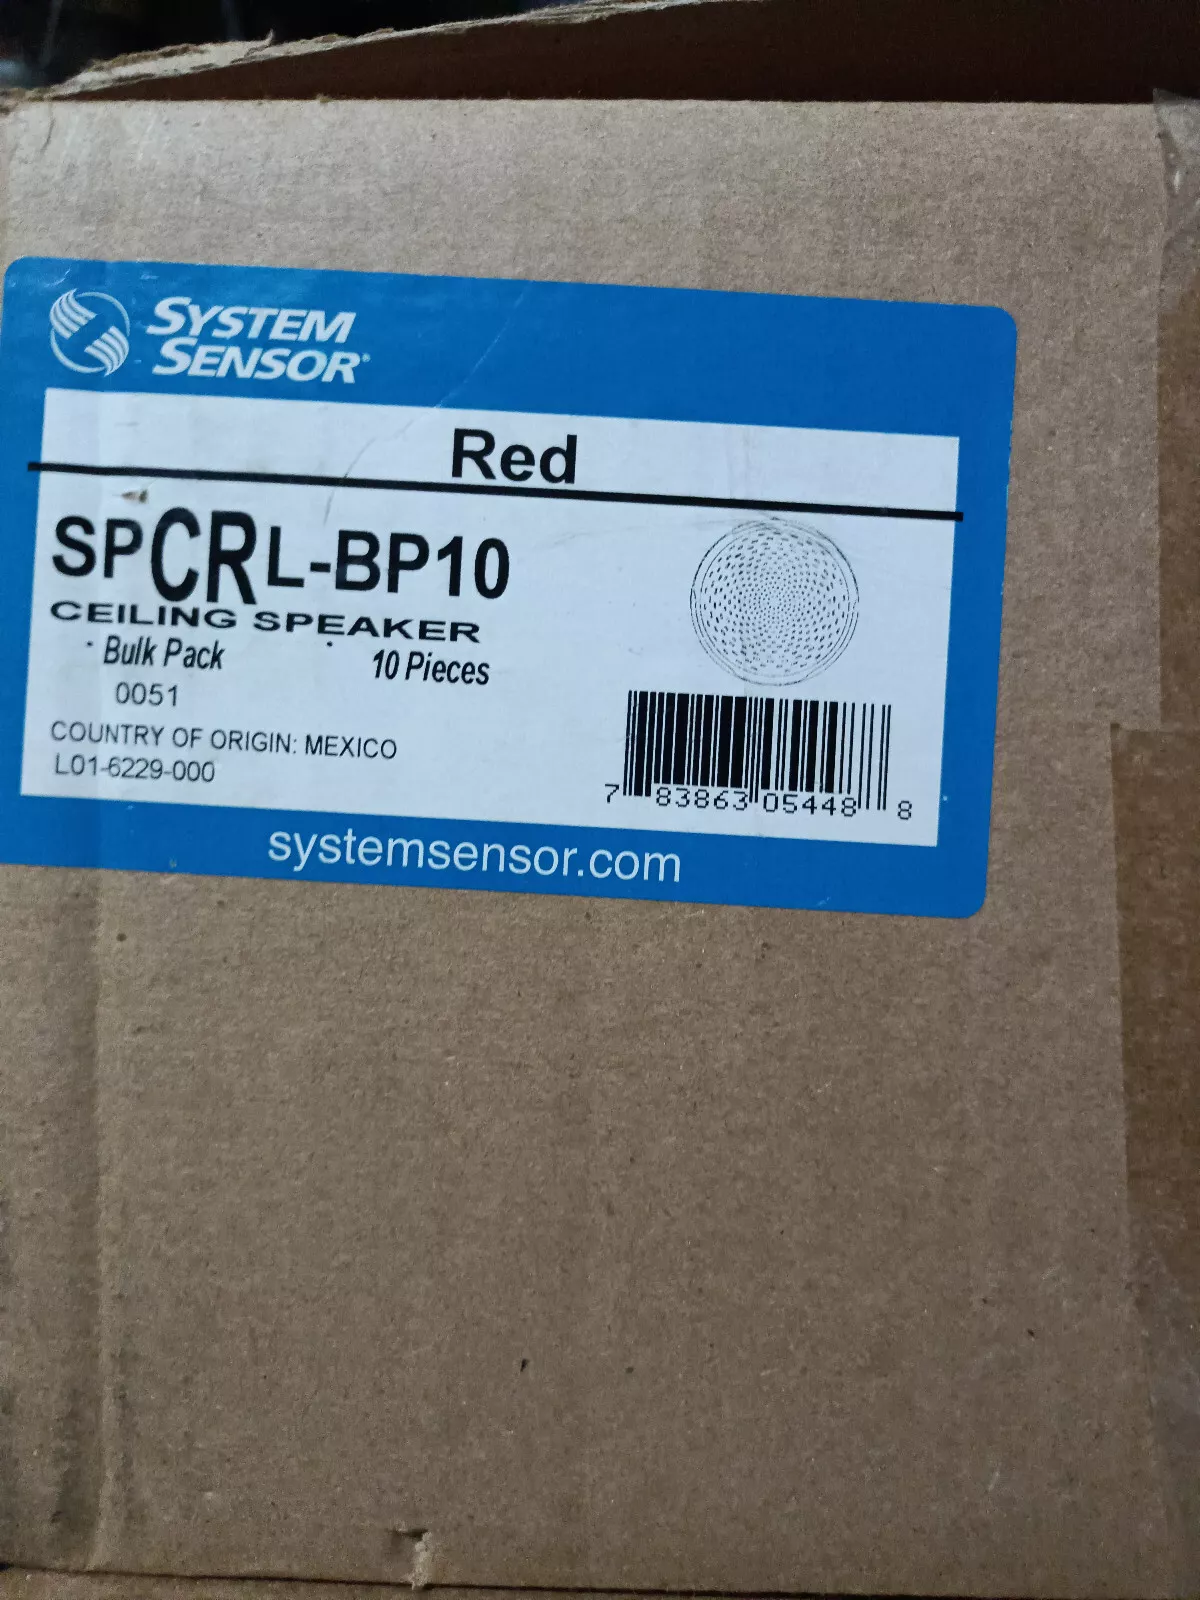 SYSTEM
SENSOR®
Red
SPCRL-BP10
CEILING SPEAKER
· Bulk Pack · 10 Pieces
0051
COUNTRY OF ORIGIN: MEXICO
L01-6229-000
7 83863 05448 8
systemsensor.com